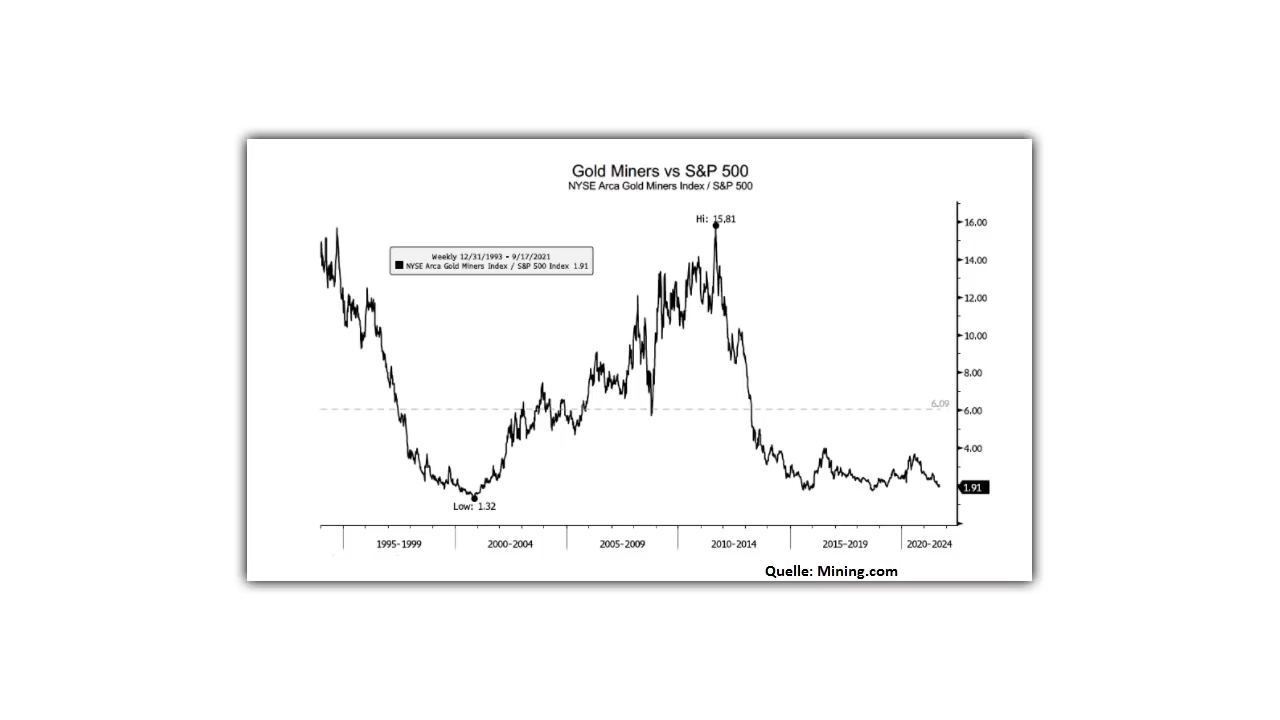 Gold Miners vs S&P 500
NYSE Arca Gold Miners Index / S&P 500
Hi: 15.81
16.00
Weekly 12/31/1993 - 9/17/2021
NYSE Arca Gold Miners Index / S&P 500 Index 1.91
14.00
12.00
10.00
8.00
6.09
6.00
4.00
1.91
Low: 1.32
1995-1999 2000-2004 2005-2009 2010-2014 2015-2019 2020-2024
Quelle: Mining.com